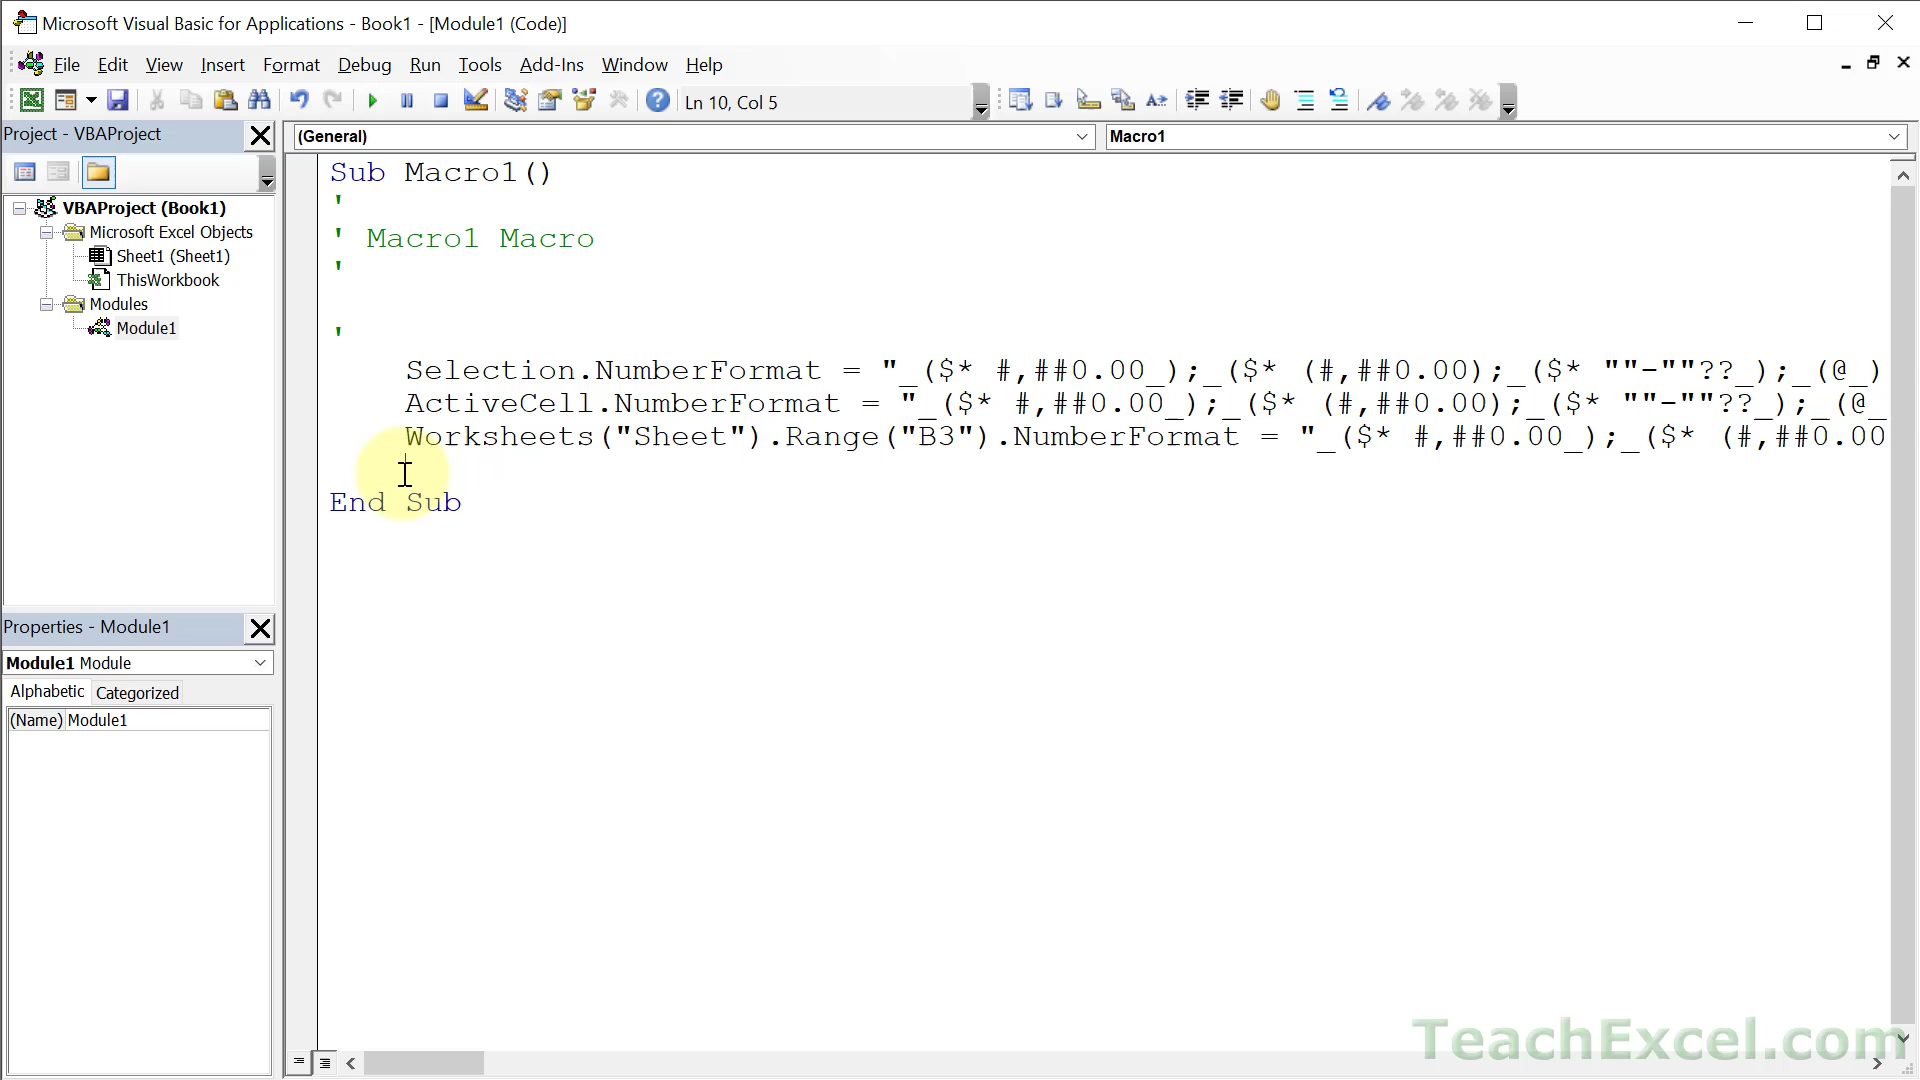 Microsoft Visual Basic for Applications - Book1 - [Module1 (Code)]
File Edit View Insert Format Debug Run Tools Add-Ins Window Help
Ln 10, Col 5
Project - VBAProject
(General) Macro1
VBAProject (Book1)
Microsoft Excel Objects
Sheet1 (Sheet1)
ThisWorkbook
Modules
Module1
Sub Macro1()
'
' Macro1 Macro
'
'
Selection.NumberFormat = "_($* #,##0.00_);_($* (#,##0.00);_($* ""-""??_);_(@_)
ActiveCell.NumberFormat = "_($* #,##0.00_);_($* (#,##0.00);_($* ""-""??_);_(@_
Worksheets("Sheet").Range("B3").NumberFormat = "_($* #,##0.00_);_($* (#,##0.00
End Sub
Properties - Module1
Module1 Module
Alphabetic Categorized
(Name) Module1
TeachExcel.com